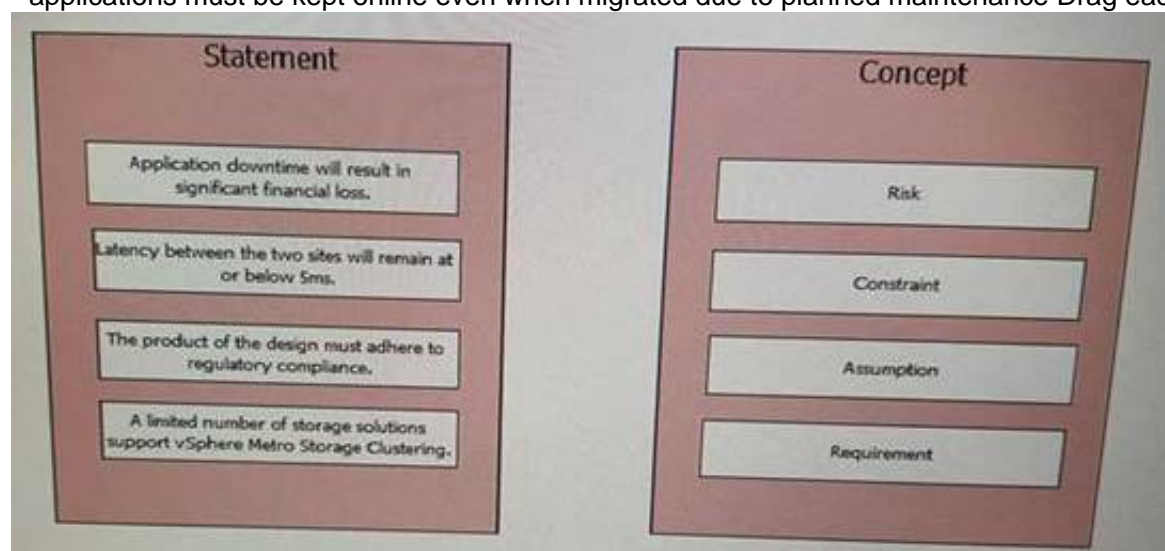 applications must be kept online even when migrated due to planned maintenance Drag
Statement
Application downtime will result in
significant financial loss.
Latency between the two sites will remain at
or below 5ms.
The product of the design must adhere to
regulatory compliance.
A limited number of storage solutions
support vSphere Metro Storage Clustering.
Concept
Risk
Constraint
Assumption
Requirement